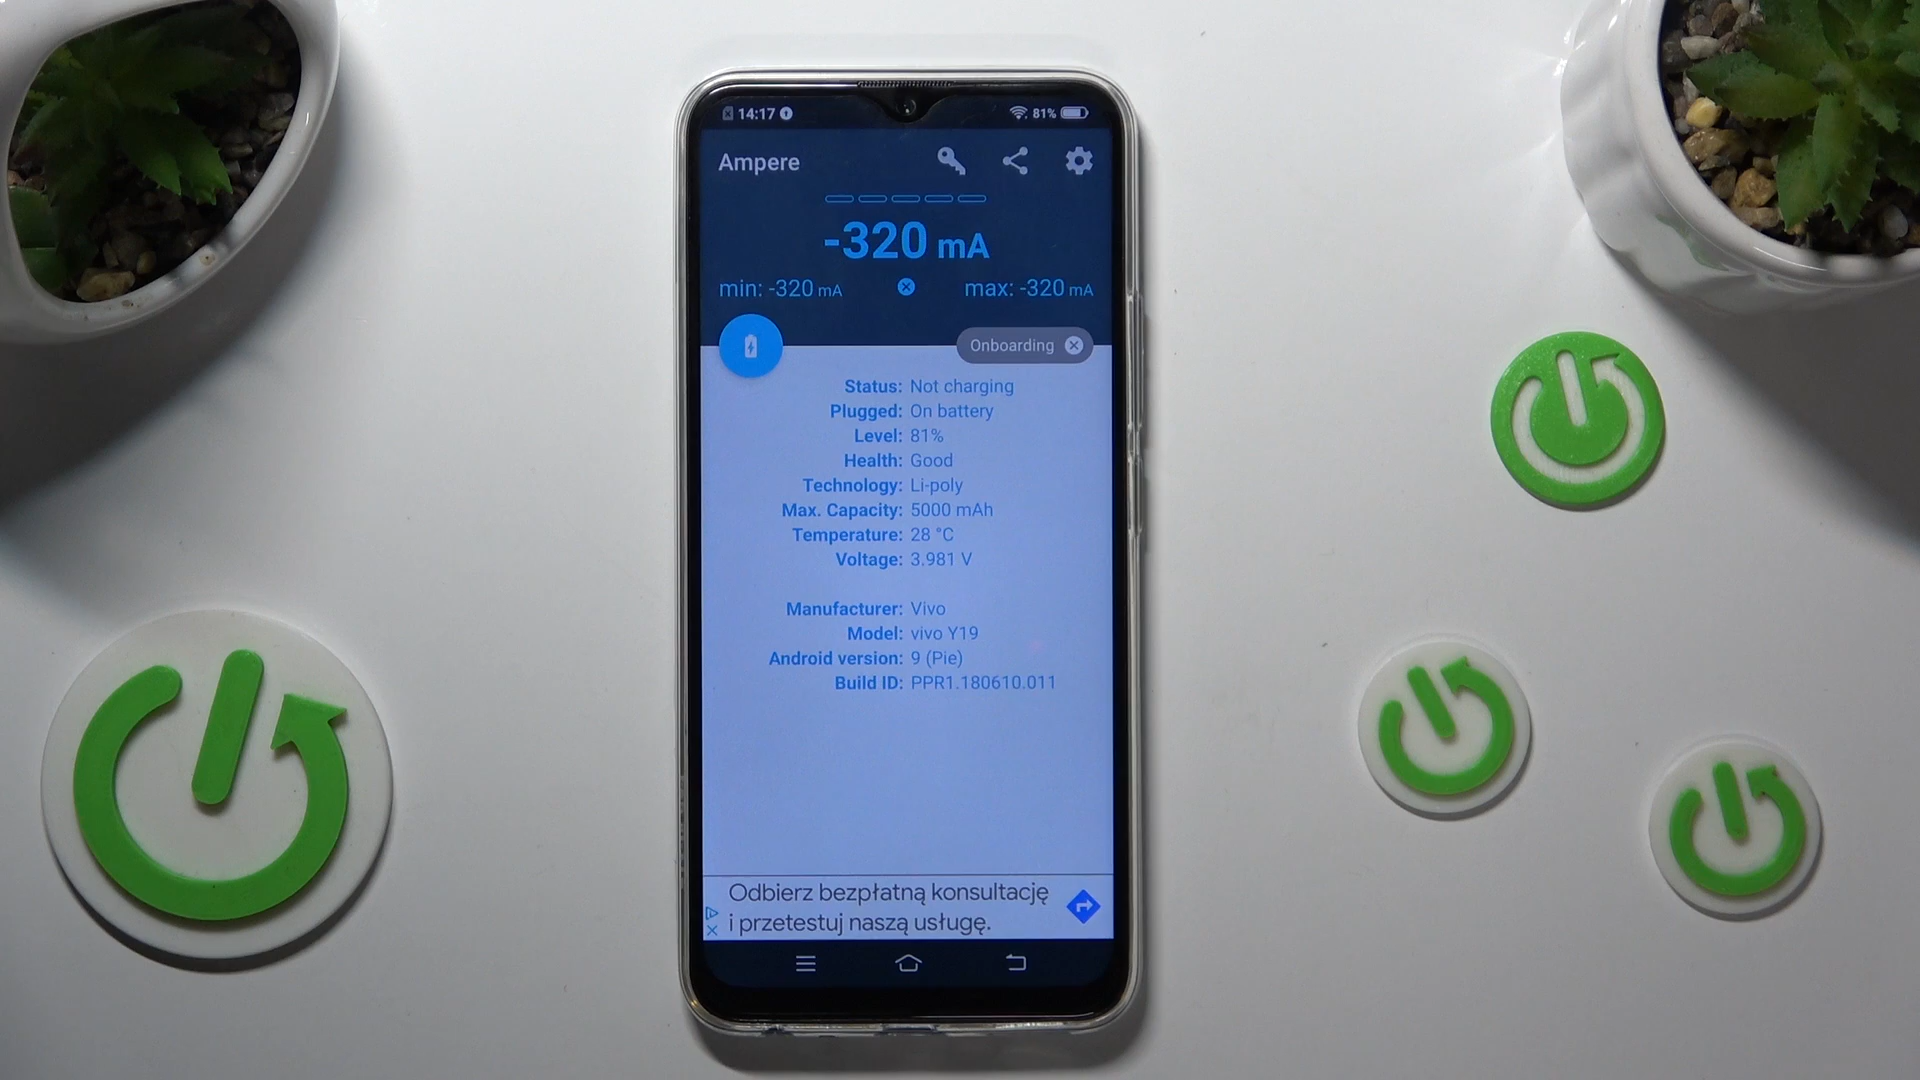 14:17 81%
Ampere
-320 mA
min: -320 mA max: -320 mA
Onboarding
Status: Not charging
Plugged: On battery
Level: 81%
Health: Good
Technology: Li-poly
Max. Capacity: 5000 mAh
Temperature: 28 °C
Voltage: 3.981 V
Manufacturer: Vivo
Model: vivo Y19
Android version: 9 (Pie)
Build ID: PPR1.180610.011
Odbierz bezpłatną konsultację
i przetestuj naszą usługę.